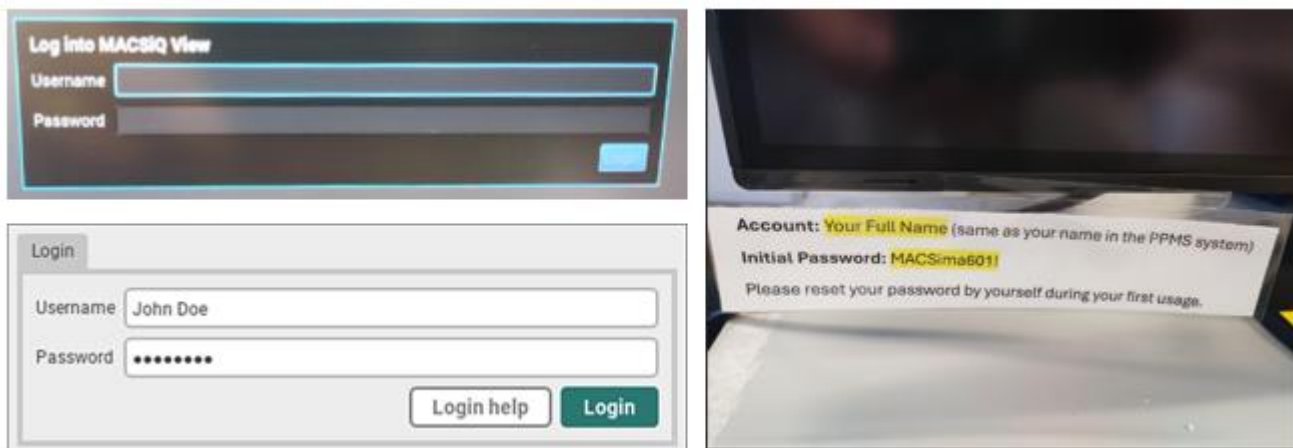 Log into MACSiQ View
Username
Password
Login
Username John Doe
Password ••••••••
Login help Login
Account: Your Full Name (same as your name in the PPMS system)
Initial Password: MACSima601!
Please reset your password by yourself during your first usage.